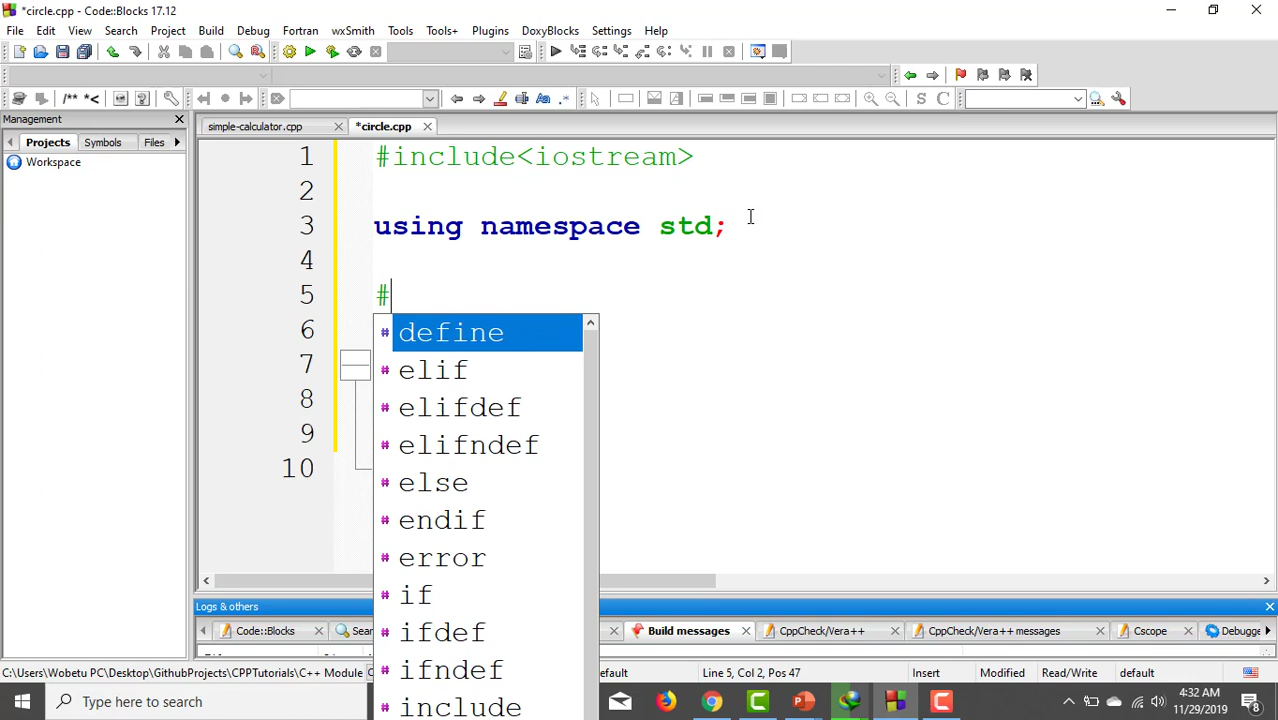 *circle.cpp - Code::Blocks 17.12
File Edit View Search Project Build Debug Fortran wxSmith Tools Tools+ Plugins DoxyBlocks Settings Help
/** *<
S C
Management
Projects Symbols Files
Workspace
simple-calculator.cpp *circle.cpp
1 #include<iostream>
2
3 using namespace std;
4
5 #
6
7
8
9
10
# define
# elif
# elifdef
# elifndef
# else
# endif
# error
# if
# ifdef
# ifndef
# include
Logs & others
Code::Blocks Sear Build messages CppCheck/Vera++ CppCheck/Vera++ messages Cscope Debugge
C:\Users\Wobetu PC\Desktop\GithubProjects\CPPTutorials\C++ Module efault Line 5, Col 2, Pos 47 Insert Modified Read/Write default
Type here to search
4:32 AM
11/29/2019
8